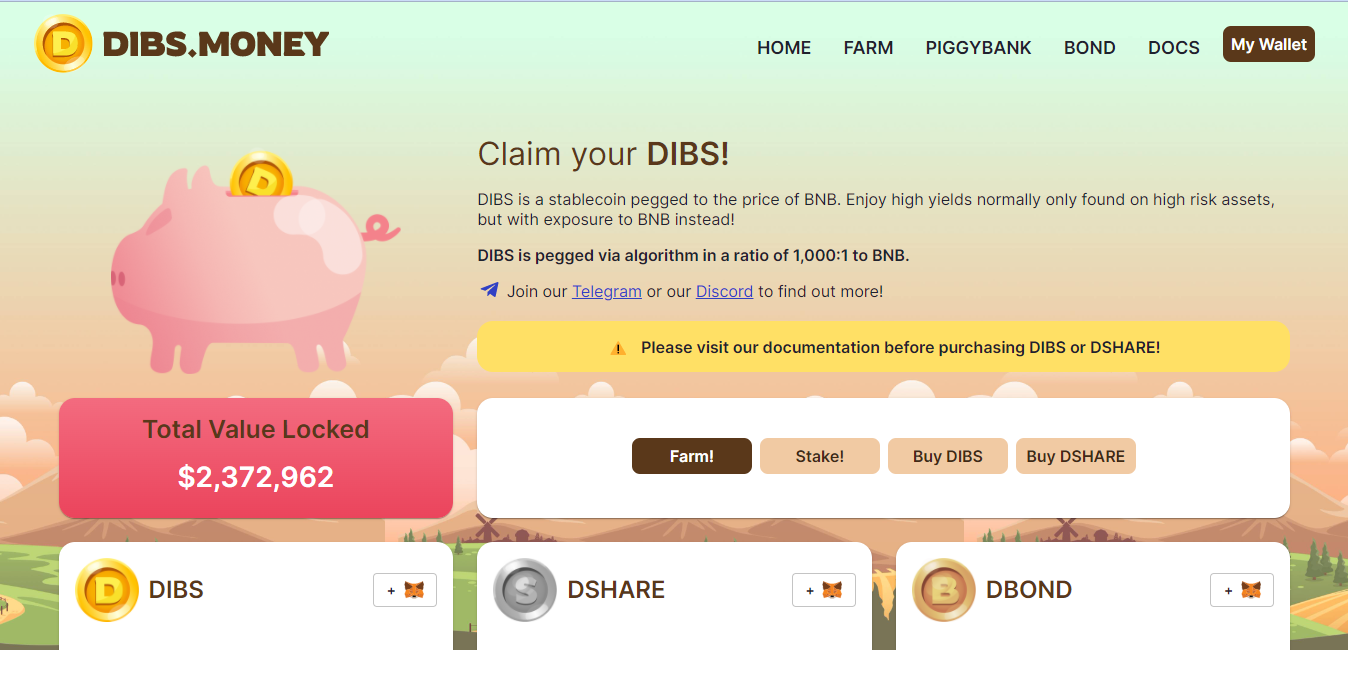 D DIBS.MONEY
HOME FARM PIGGYBANK BOND DOCS My Wallet
D
Claim your DIBS!
DIBS is a stablecoin pegged to the price of BNB. Enjoy high yields normally only found on high risk assets,
but with exposure to BNB instead!
DIBS is pegged via algorithm in a ratio of 1,000:1 to BNB.
Join our Telegram or our Discord to find out more!
Please visit our documentation before purchasing DIBS or DSHARE!
Total Value Locked
$2,372,962
Farm! Stake! Buy DIBS Buy DSHARE
D DIBS +
S DSHARE +
B DBOND +